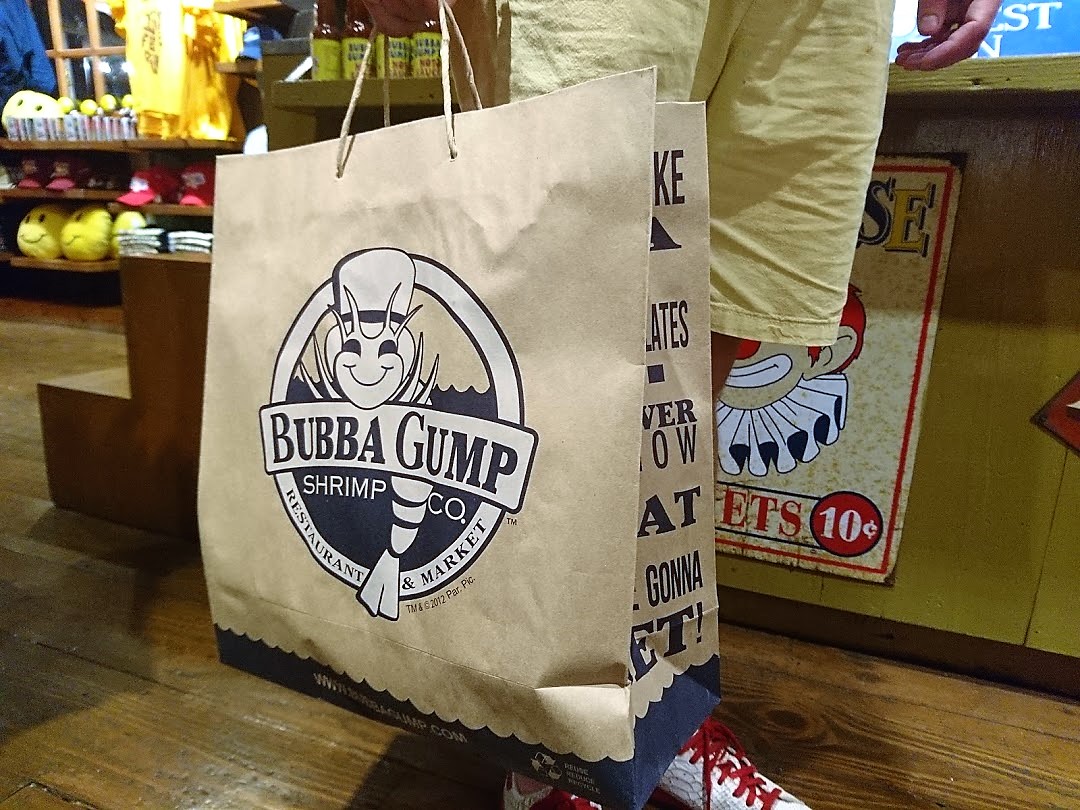 BUBBA GUMP
SHRIMP CO.
RESTAURANT & MARKET
TM
TM & © 2012 Par. Pic.
WWW.BUBBAGUMP.COM
REUSE
REDUCE
RECYCLE
KE
A
LATES
VER
OW
AT
GONNA
ET!
SE
ETS 10¢
EST
N